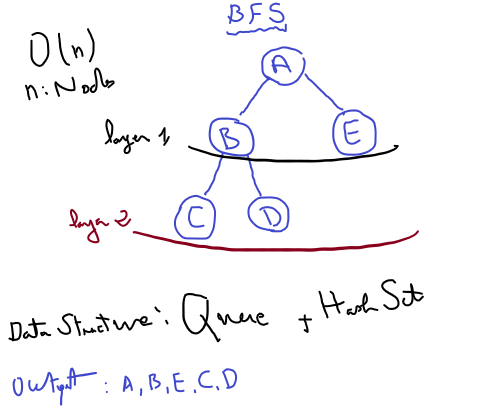 BFS
O(n)
n: Nodes
A
layer 1
B
E
C
D
layer 2
Data Structure: Queue + Hash Set
Output: A, B, E, C, D